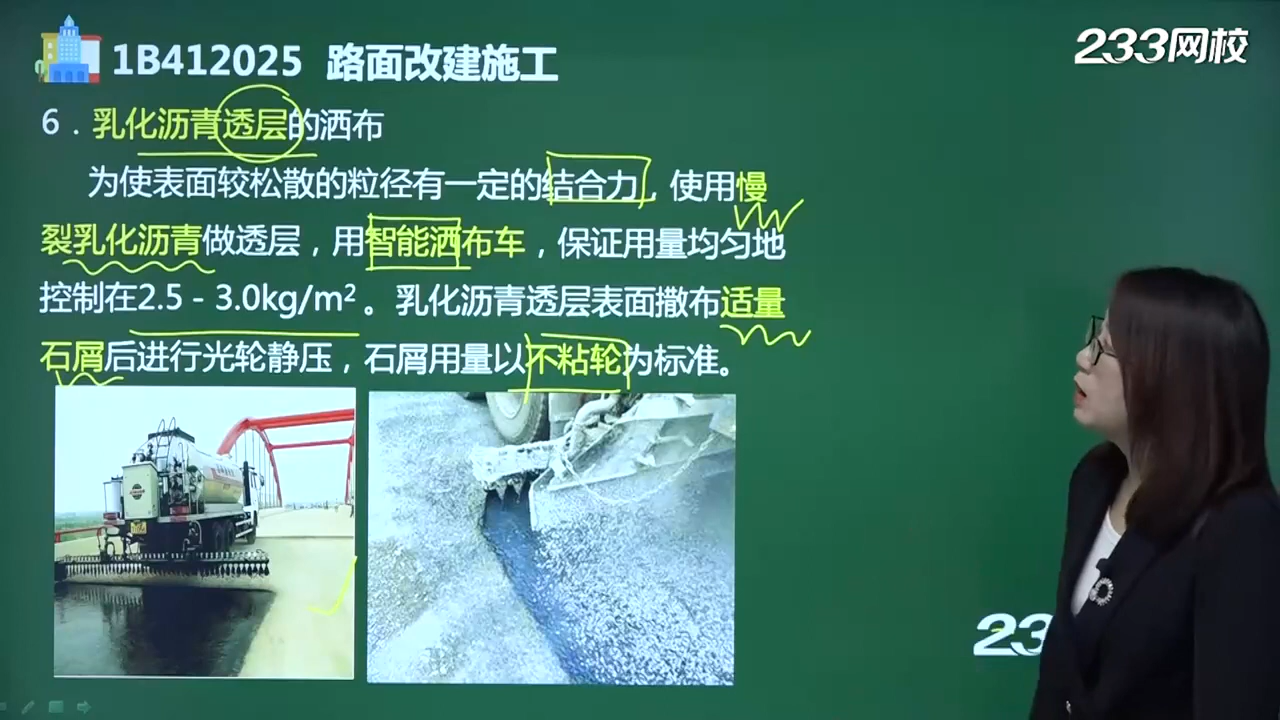 1B412025 路面改建施工
233网校
6．乳化沥青透层的洒布
为使表面较松散的粒径有一定的结合力，使用慢
裂乳化沥青做透层，用智能洒布车，保证用量均匀地
控制在2.5－3.0kg/m²。乳化沥青透层表面撒布适量
石屑后进行光轮静压，石屑用量以不粘轮为标准。
23